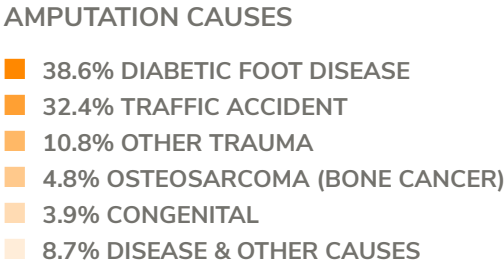 AMPUTATION CAUSES
38.6% DIABETIC FOOT DISEASE
32.4% TRAFFIC ACCIDENT
10.8% OTHER TRAUMA
4.8% OSTEOSARCOMA (BONE CANCER)
3.9% CONGENITAL
8.7% DISEASE & OTHER CAUSES